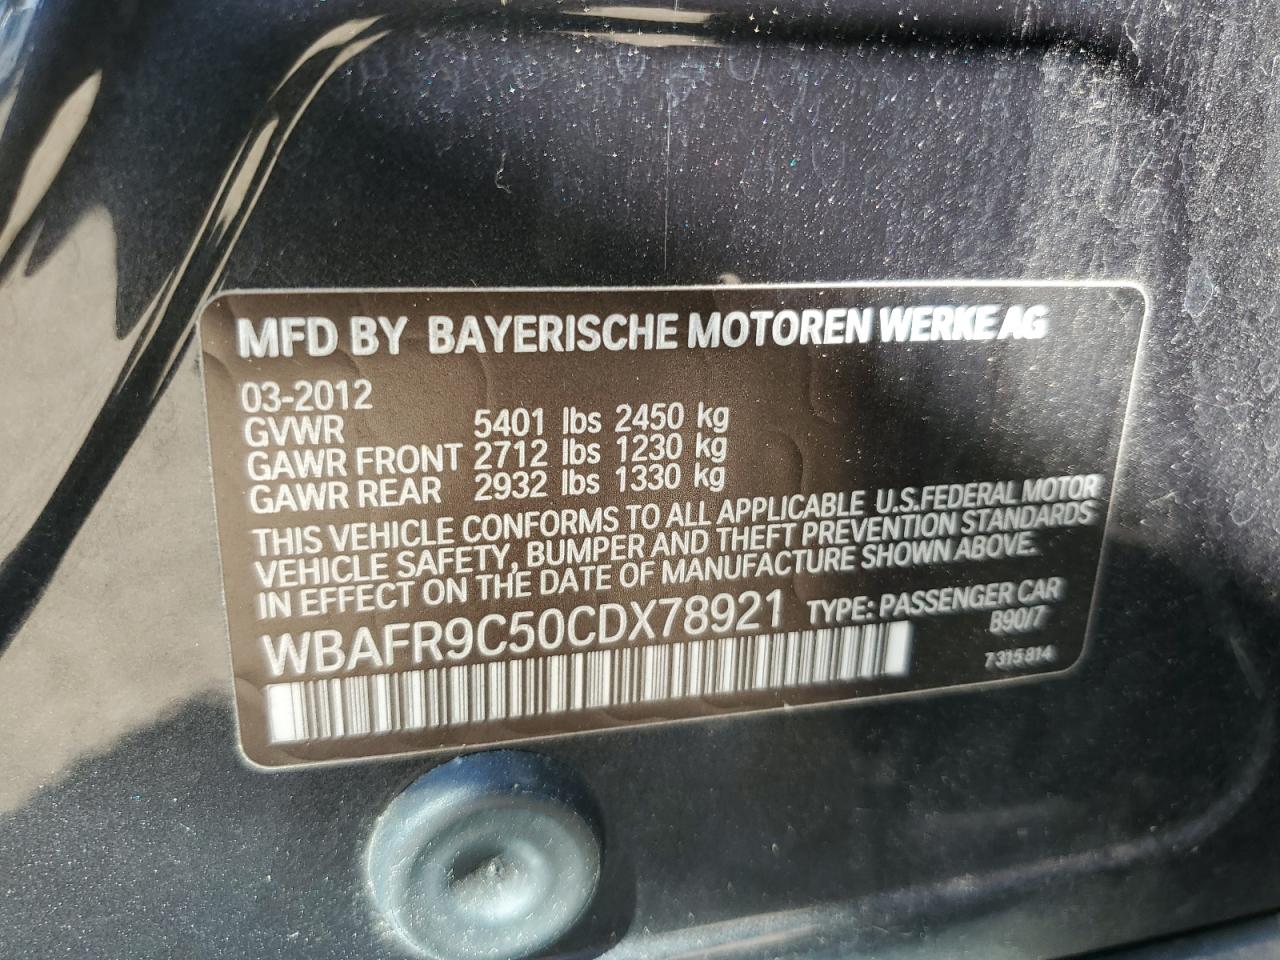 MFD BY BAYERISCHE MOTOREN WERKE AG
03-2012
GVWR 5401 lbs 2450 kg
GAWR FRONT 2712 lbs 1230 kg
GAWR REAR 2932 lbs 1330 kg
THIS VEHICLE CONFORMS TO ALL APPLICABLE U.S.FEDERAL MOTOR
VEHICLE SAFETY, BUMPER AND THEFT PREVENTION STANDARDS
IN EFFECT ON THE DATE OF MANUFACTURE SHOWN ABOVE.
WBAFR9C50CDX78921 TYPE: PASSENGER CAR
B90/7
7 315 814